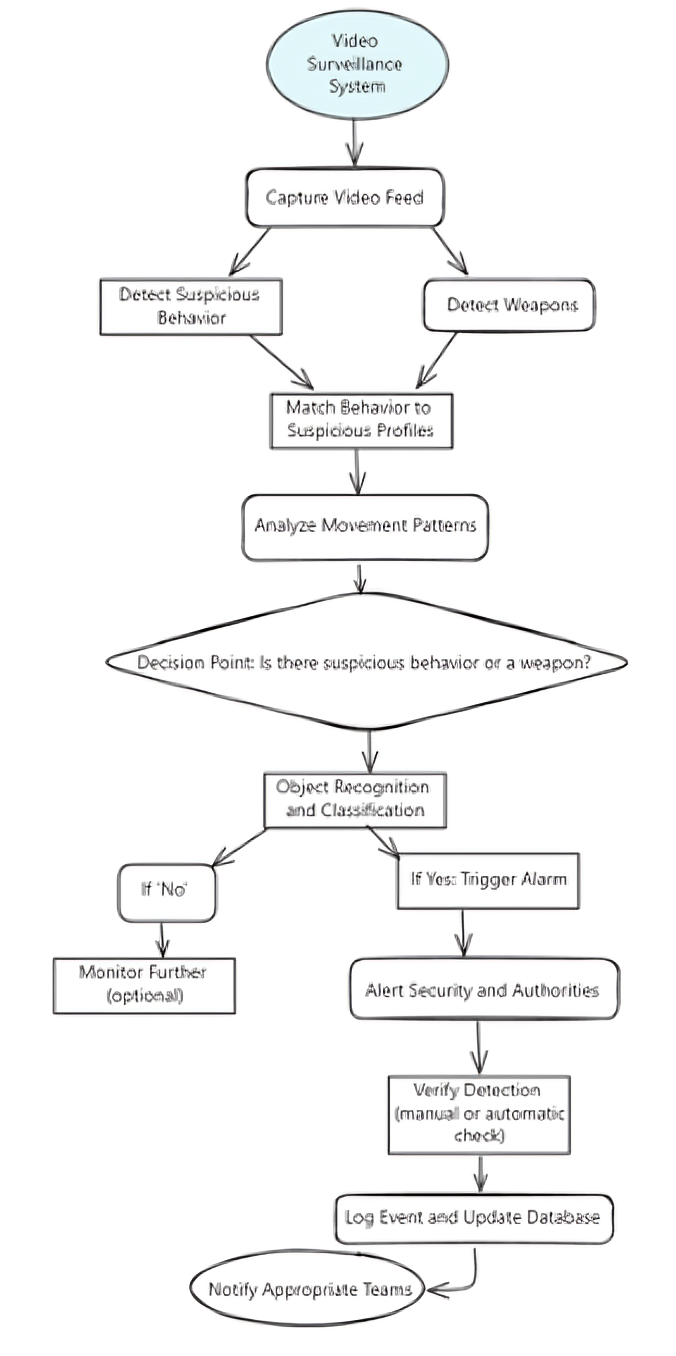 Video
Surveillance
System
Capture Video Feed
Detect Suspicious
Behavior
Detect Weapons
Match Behavior to
Suspicious Profiles
Analyze Movement Patterns
Decision Point: Is there suspicious behavior or a weapon?
Object Recognition
and Classification
If 'No'
If Yes: Trigger Alarm
Monitor Further
(optional)
Alert Security and Authorities
Verify Detection
(manual or automatic
check)
Log Event and Update Database
Notify Appropriate Teams